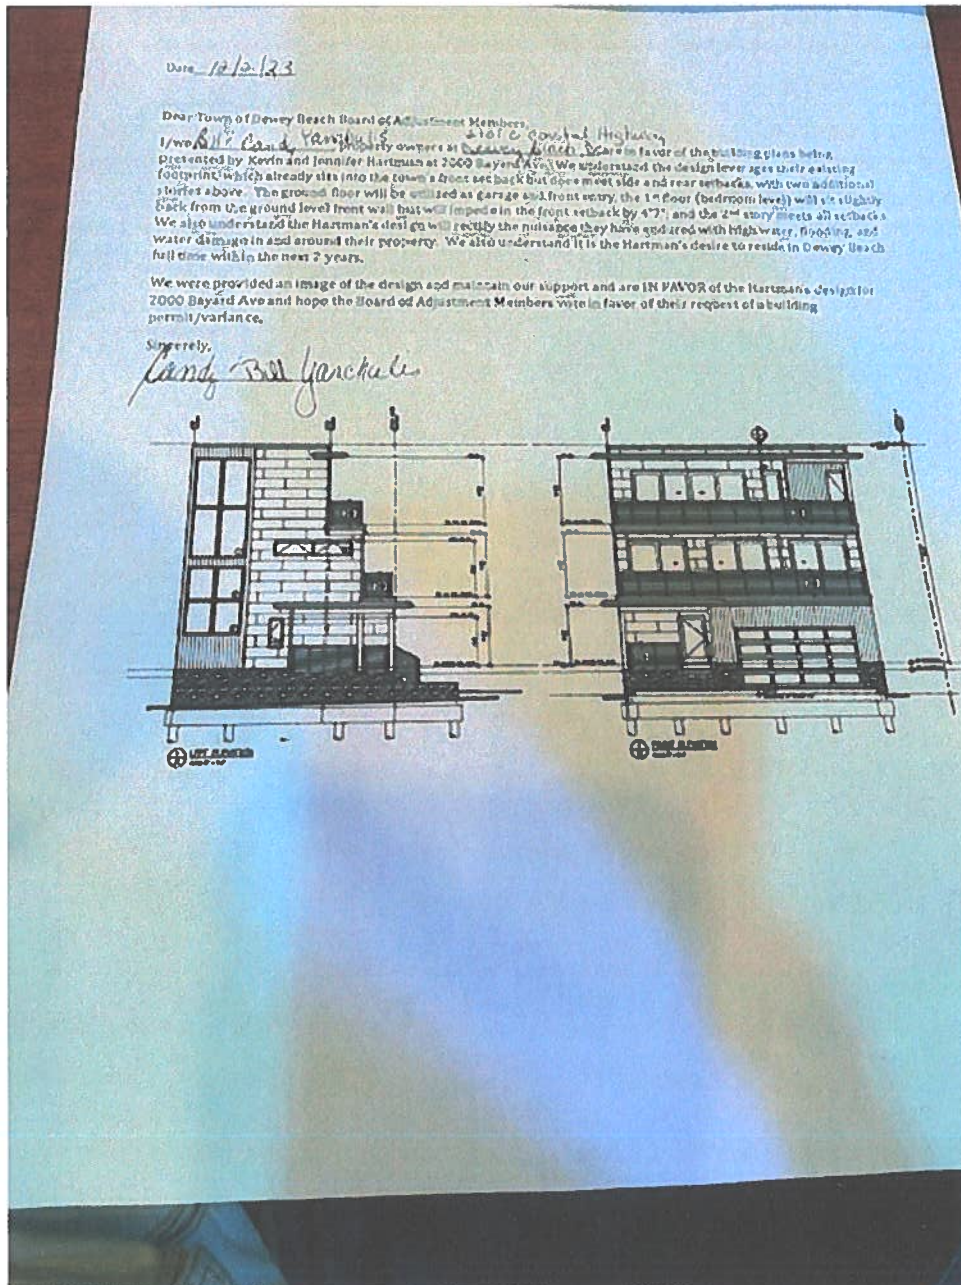 Date 12/2/23
Dear Town of Dewey Beach Board of Adjustment Members,
2101 C Coastal Highway
I/we Bill & Candy property owners at Dewey Beach are in favor of the building plans being
presented by Kevin and Jennifer Hartman at 2000 Bayard Ave. We understand the design leverages their existing
footprint, which already sits into the town's front set back but does meet side and rear setbacks, with two additional
stories above. The ground floor will be utilized as garage and front entry, the 1st floor (bedroom level) will sit slightly
back from the ground level front wall but will impede in the front setback by 4'7", and the 2nd story meets all setbacks.
We also understand the Hartman's design will rectify the nuisance they have endured with high water, flooding, and
water damage in and around their property. We also understand it is the Hartman's desire to reside in Dewey Beach
full time within the next 2 years.
We were provided an image of the design and maintain our support and are IN FAVOR of the Hartman's design for
2000 Bayard Ave and hope the Board of Adjustment Members vote in favor of their request of a building
permit/variance.
Sincerely,
Candy Bill Yanchulis
LEFT ELEVATION